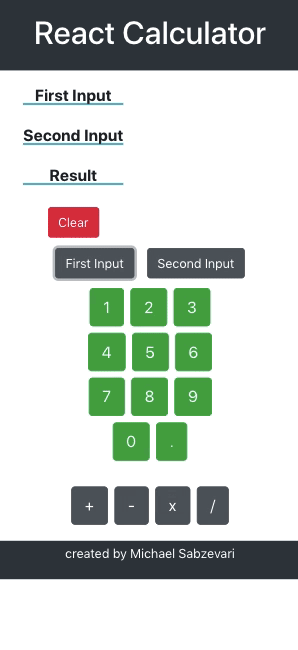 React Calculator
First Input
Second Input
Result
Clear
First Input Second Input
1 2 3
4 5 6
7 8 9
0 .
+ - x /
created by Michael Sabzevari